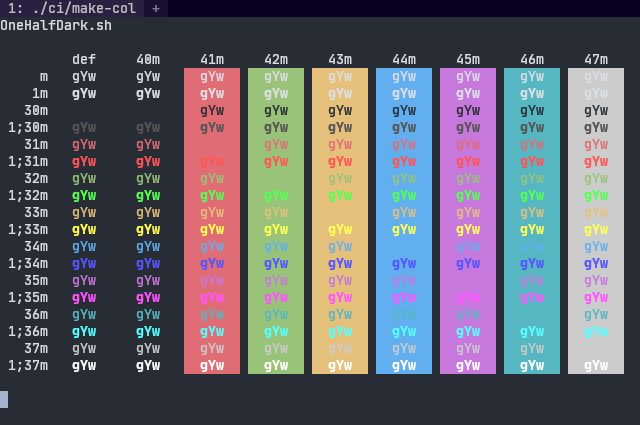 1: ./ci/make-col +
OneHalfDark.sh
def 40m 41m 42m 43m 44m 45m 46m 47m
m gYw gYw gYw gYw gYw gYw gYw gYw gYw
1m gYw gYw gYw gYw gYw gYw gYw gYw gYw
30m gYw gYw gYw gYw gYw gYw gYw
1;30m gYw gYw gYw gYw gYw gYw gYw gYw gYw
31m gYw gYw gYw gYw gYw gYw gYw gYw
1;31m gYw gYw gYw gYw gYw gYw gYw gYw gYw
32m gYw gYw gYw gYw gYw gYw gYw gYw
1;32m gYw gYw gYw gYw gYw gYw gYw gYw gYw
33m gYw gYw gYw gYw gYw gYw gYw gYw
1;33m gYw gYw gYw gYw gYw gYw gYw gYw gYw
34m gYw gYw gYw gYw gYw gYw gYw gYw
1;34m gYw gYw gYw gYw gYw gYw gYw gYw gYw
35m gYw gYw gYw gYw gYw gYw gYw gYw
1;35m gYw gYw gYw gYw gYw gYw gYw gYw gYw
36m gYw gYw gYw gYw gYw gYw gYw gYw
1;36m gYw gYw gYw gYw gYw gYw gYw gYw gYw
37m gYw gYw gYw gYw gYw gYw gYw gYw
1;37m gYw gYw gYw gYw gYw gYw gYw gYw gYw